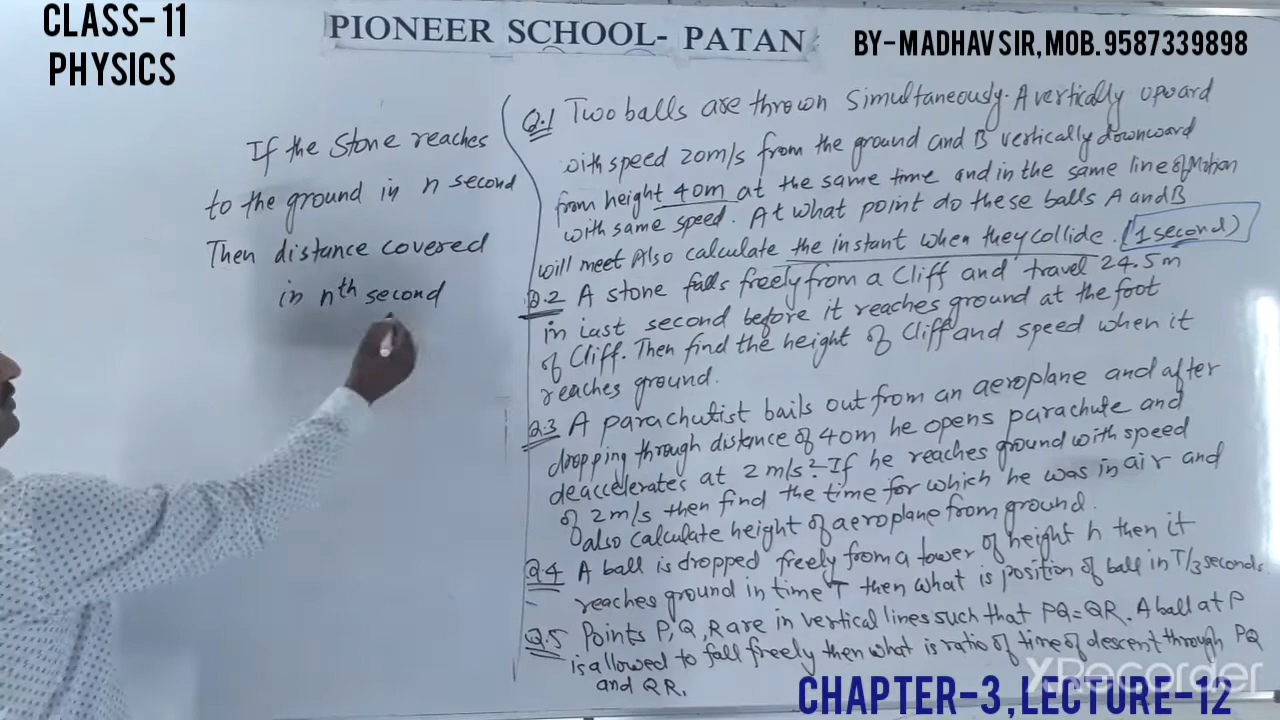 CLASS-11
PHYSICS
PIONEER SCHOOL- PATAN
BY-MADHAV SIR, MOB. 9587339898
If the Stone reaches
to the ground in n second
Then distance covered
in nth second
Q.1 Two balls are thrown Simultaneously. A vertically upward
with speed 20m/s from the ground and B vertically downward
from height 40m at the same time and in the same line of Motion
with same speed. At what point do these balls A and B
will meet Also calculate the instant when they collide. (1 second)
Q.2 A stone falls freely from a Cliff and travel 24.5m
in last second before it reaches ground at the foot
of Cliff. Then find the height of Cliff and speed when it
reaches ground.
Q.3 A parachutist bails out from an aeroplane and after
dropping through distance of 40m he opens parachute and
deaccelerates at 2 m/s². If he reaches ground with speed
of 2m/s then find the time for which he was in air and
also calculate height of aeroplane from ground.
Q.4 A ball is dropped freely from a tower of height h then it
reaches ground in time T then what is position of ball in T/3 seconds.
Q.5 Points P, Q, R are in vertical lines such that PQ=QR. A ball at P
is allowed to fall freely then what is ratio of time of descent through PQ
and QR.
XRecorder
CHAPTER-3, LECTURE-12